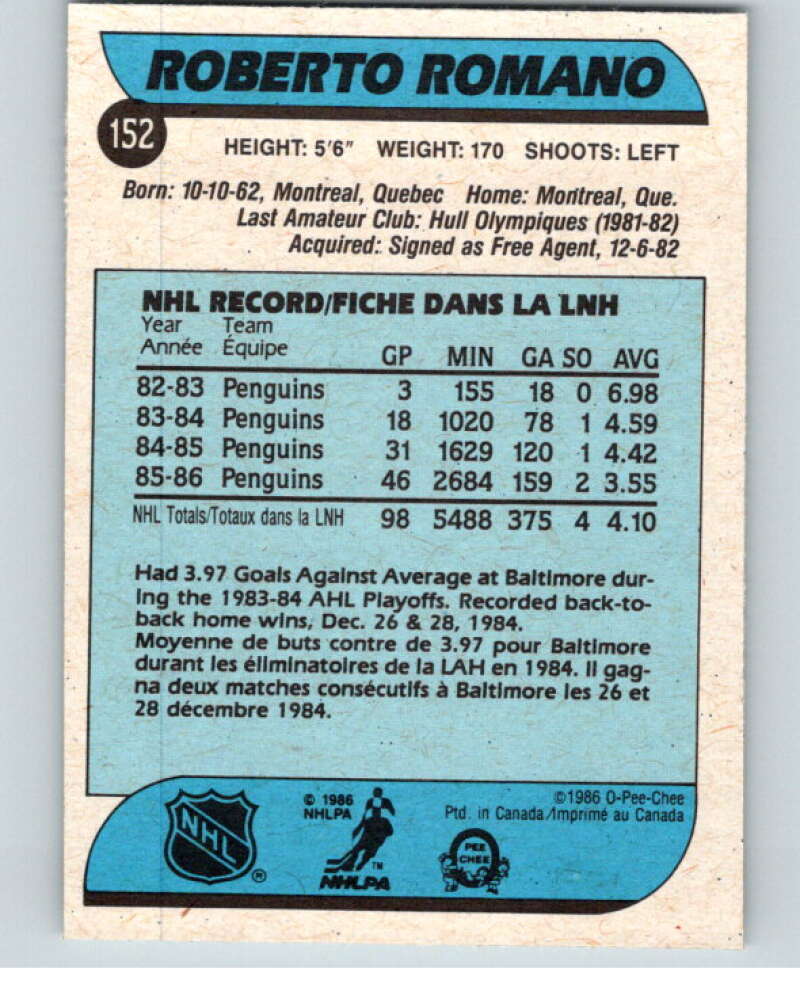 ROBERTO ROMANO
152
HEIGHT: 5'6" WEIGHT: 170 SHOOTS: LEFT
Born: 10-10-62, Montreal, Quebec Home: Montreal, Que.
Last Amateur Club: Hull Olympiques (1981-82)
Acquired: Signed as Free Agent, 12-6-82
NHL RECORD/FICHE DANS LA LNH
Year Team
Année Équipe GP MIN GA SO AVG
82-83 Penguins 3 155 18 0 6.98
83-84 Penguins 18 1020 78 1 4.59
84-85 Penguins 31 1629 120 1 4.42
85-86 Penguins 46 2684 159 2 3.55
NHL Totals/Totaux dans la LNH 98 5488 375 4 4.10
Had 3.97 Goals Against Average at Baltimore dur-
ing the 1983-84 AHL Playoffs. Recorded back-to-
back home wins, Dec. 26 & 28, 1984.
Moyenne de buts contre de 3.97 pour Baltimore
durant les éliminatoires de la LAH en 1984. Il gag-
na deux matches consécutifs à Baltimore les 26 et
28 décembre 1984.
NHL ®
© 1986
NHLPA
TM
NHLPA
PEE
CHEE
©1986 O-Pee-Chee
Ptd. in Canada/Imprimé au Canada